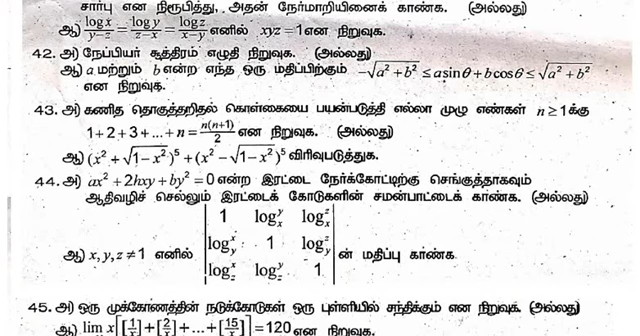 சார்பு என நிரூபித்து, அதன் நேர்மாறியினைக் காண்க. (அல்லது)
ஆ) logx/y−z = logy/z−x = logz/x−y எனில் xyz = 1 என நிறுவுக.
42. அ) நேப்பியர் சூத்திரம் எழுதி நிறுவுக. (அல்லது)
ஆ) a மற்றும் b என்ற எந்த ஒரு மதிப்பிற்கும் −√(a²+b²) ≤ a sinθ + b cosθ ≤ √(a²+b²)
என நிறுவுக.
43. அ) கணித தொகுத்தறிதல் கொள்கையை பயன்படுத்தி எல்லா முழு எண்கள் n ≥ 1க்கு
1+2+3+...+n = n(n+1)/2 என நிறுவுக. (அல்லது)
ஆ) (x² + √(1−x²))⁵ + (x² − √(1−x²))⁵ விரிவுபடுத்துக.
44. அ) ax² + 2hxy + by² = 0 என்ற இரட்டை நேர்க்கோட்டிற்கு செங்குத்தாகவும்
ஆதிவழிச் செல்லும் இரட்டைக் கோடுகளின் சமன்பாட்டைக் காண்க. (அல்லது)
1 log_x^y log_x^z
ஆ) x, y, z ≠ 1 எனில் log_y^x 1 log_y^z ன் மதிப்பு காண்க
log_z^x log_z^y 1
45. அ) ஒரு முக்கோணத்தின் நடுக்கோடுகள் ஒரு புள்ளியில் சந்திக்கும் என நிறுவுக. (அல்லது)
ஆ) lim x[[1/x]+[2/x]+...+[15/x]] = 120 என நிறுவுக.